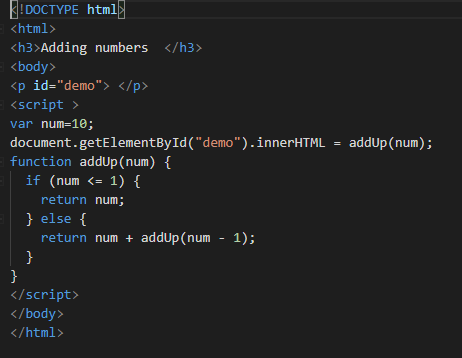 <!DOCTYPE html>
<html>
<h3>Adding numbers  </h3>
<body>
<p id="demo"> </p>
<script >
var num=10;
document.getElementById("demo").innerHTML = addUp(num);
function addUp(num) {
  if (num <= 1) {
    return num;
  } else {
    return num + addUp(num - 1);
  }
}
</script>
</body>
</html>